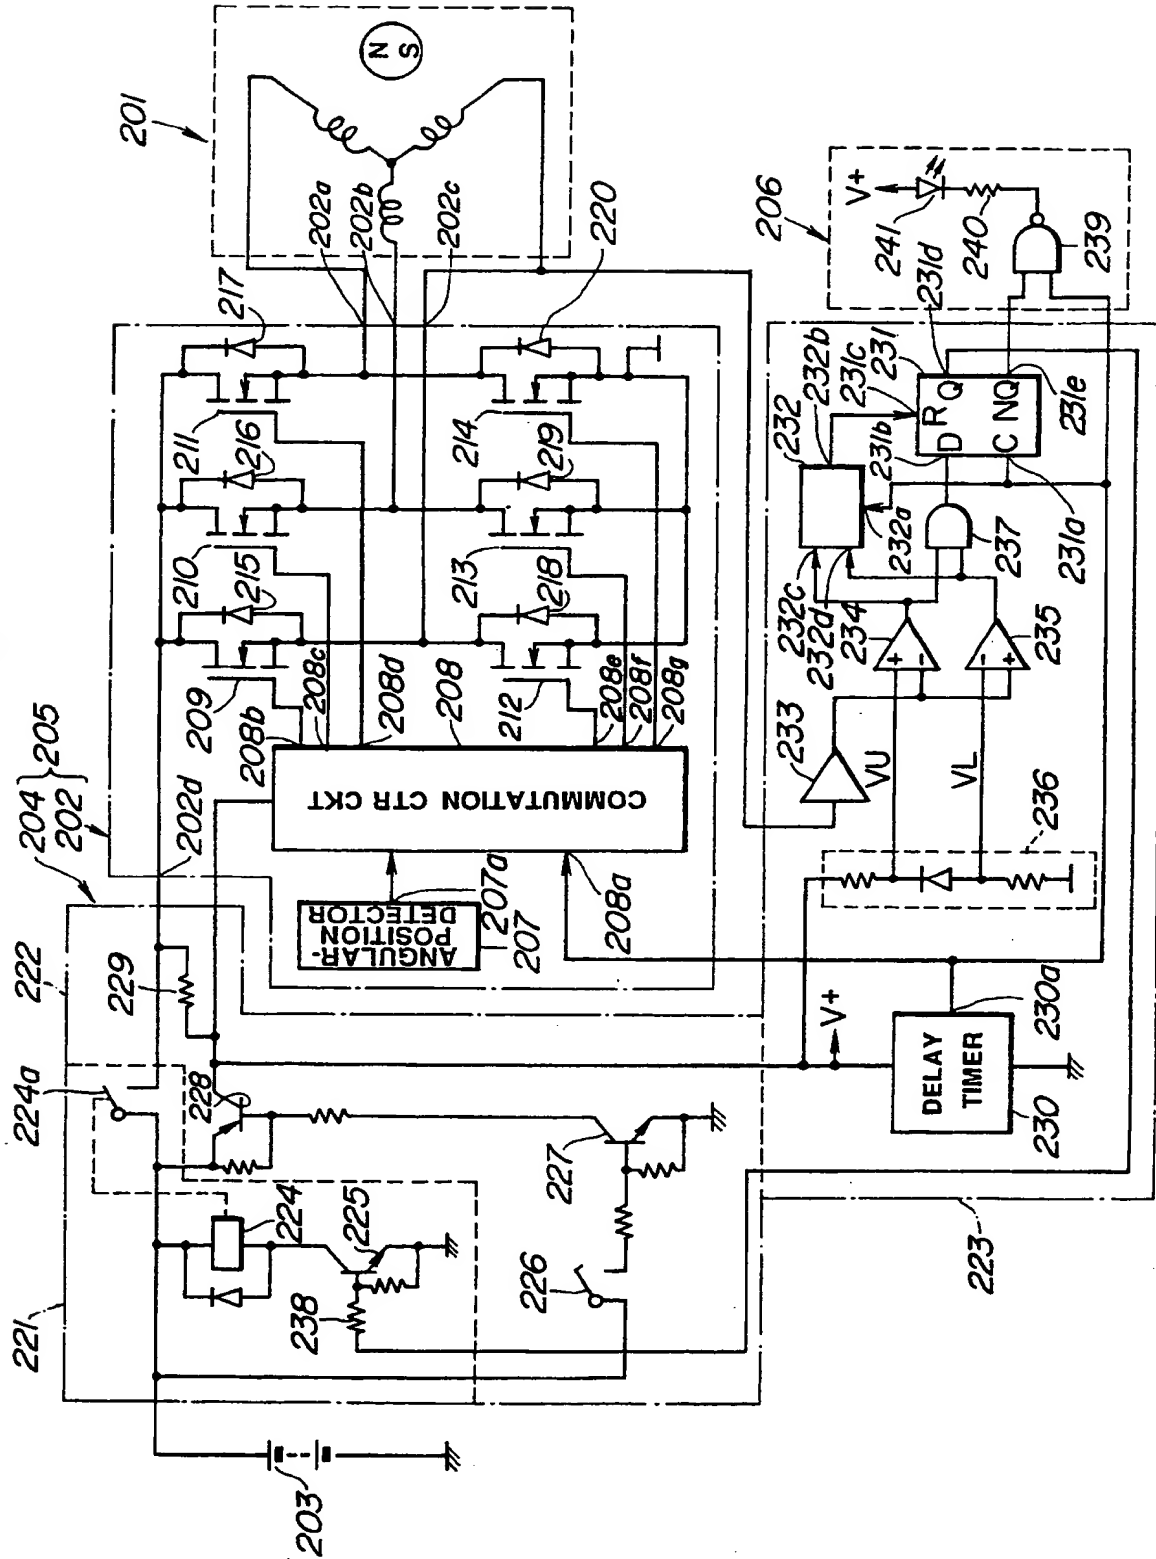 201
N
S
202a
202b
202c
220
217
211
216
214
219
210
215
213
218
209
208b
208c
208d
208
212
208e
208f
208g
COMMUTATION CTR CKT
205
204
202
202d
207a
ANGULAR-
POSITION
DETECTOR
207
208a
222
229
224a
228
221
224
225
238
227
226
223
203
206
V+
241
240
239
231d
231
231c
232b
232
231b
D R Q
C NQ
231e
231a
232a
237
232c
232d
234
+
−
235
−
+
233
VU
VL
236
V+
230a
DELAY
TIMER
230